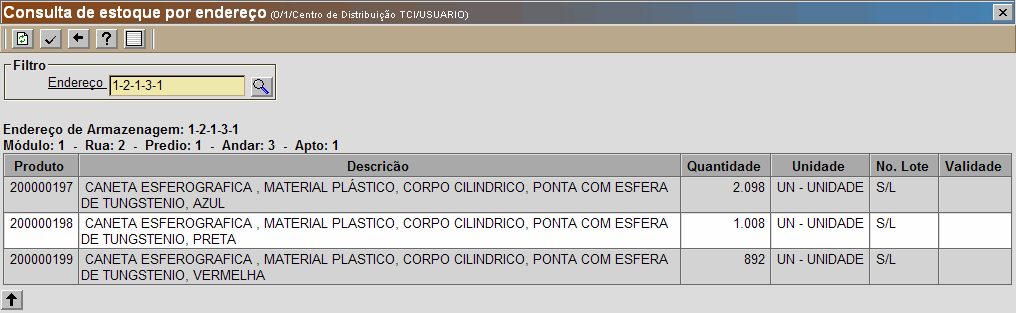 Consulta de estoque por endereço (0/1/Centro de Distribuição TCI/USUARIO)
Filtro
Endereço 1-2-1-3-1
Endereço de Armazenagem: 1-2-1-3-1
Módulo: 1 - Rua: 2 - Predio: 1 - Andar: 3 - Apto: 1
Produto Descricão Quantidade Unidade No. Lote Validade
200000197 CANETA ESFEROGRAFICA , MATERIAL PLÁSTICO, CORPO CILINDRICO, PONTA COM ESFERA 2.098 UN - UNIDADE S/L
DE TUNGSTENIO, AZUL
200000198 CANETA ESFEROGRAFICA , MATERIAL PLÁSTICO, CORPO CILINDRICO, PONTA COM ESFERA 1.008 UN - UNIDADE S/L
DE TUNGSTENIO, PRETA
200000199 CANETA ESFEROGRAFICA , MATERIAL PLASTICO, CORPO CILINDRICO, PONTA COM ESFERA 892 UN - UNIDADE S/L
DE TUNGSTENIO, VERMELHA